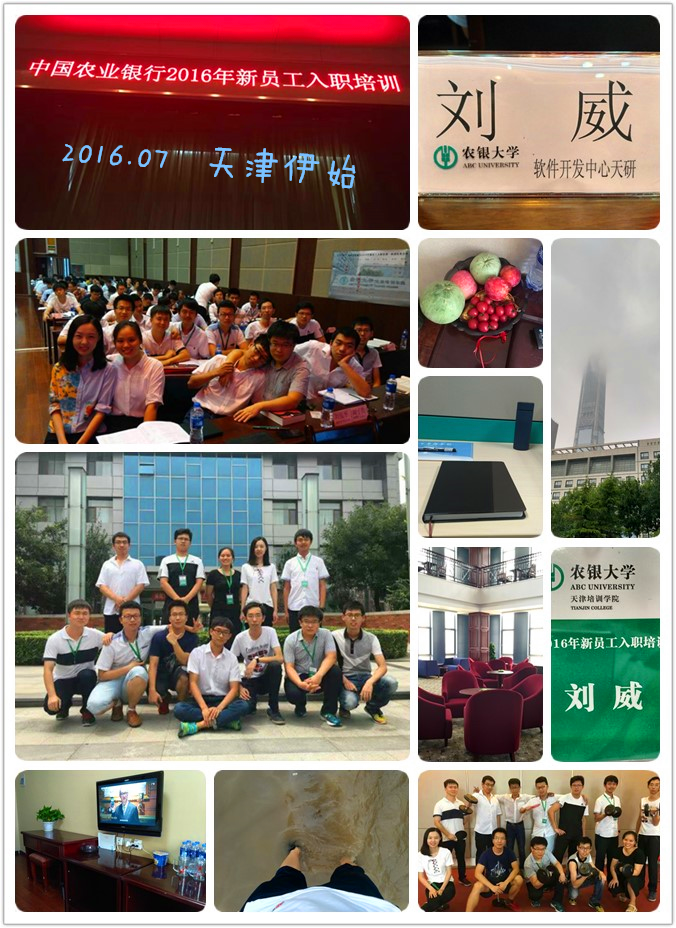 中国农业银行2016年新员工入职培训
2016.07 天津伊始
刘 威
农银大学
ABC UNIVERSITY
软件开发中心天研
农银大学
ABC UNIVERSITY
天津培训学院
TIANJIN COLLEGE
16年新员工入职培
刘 威